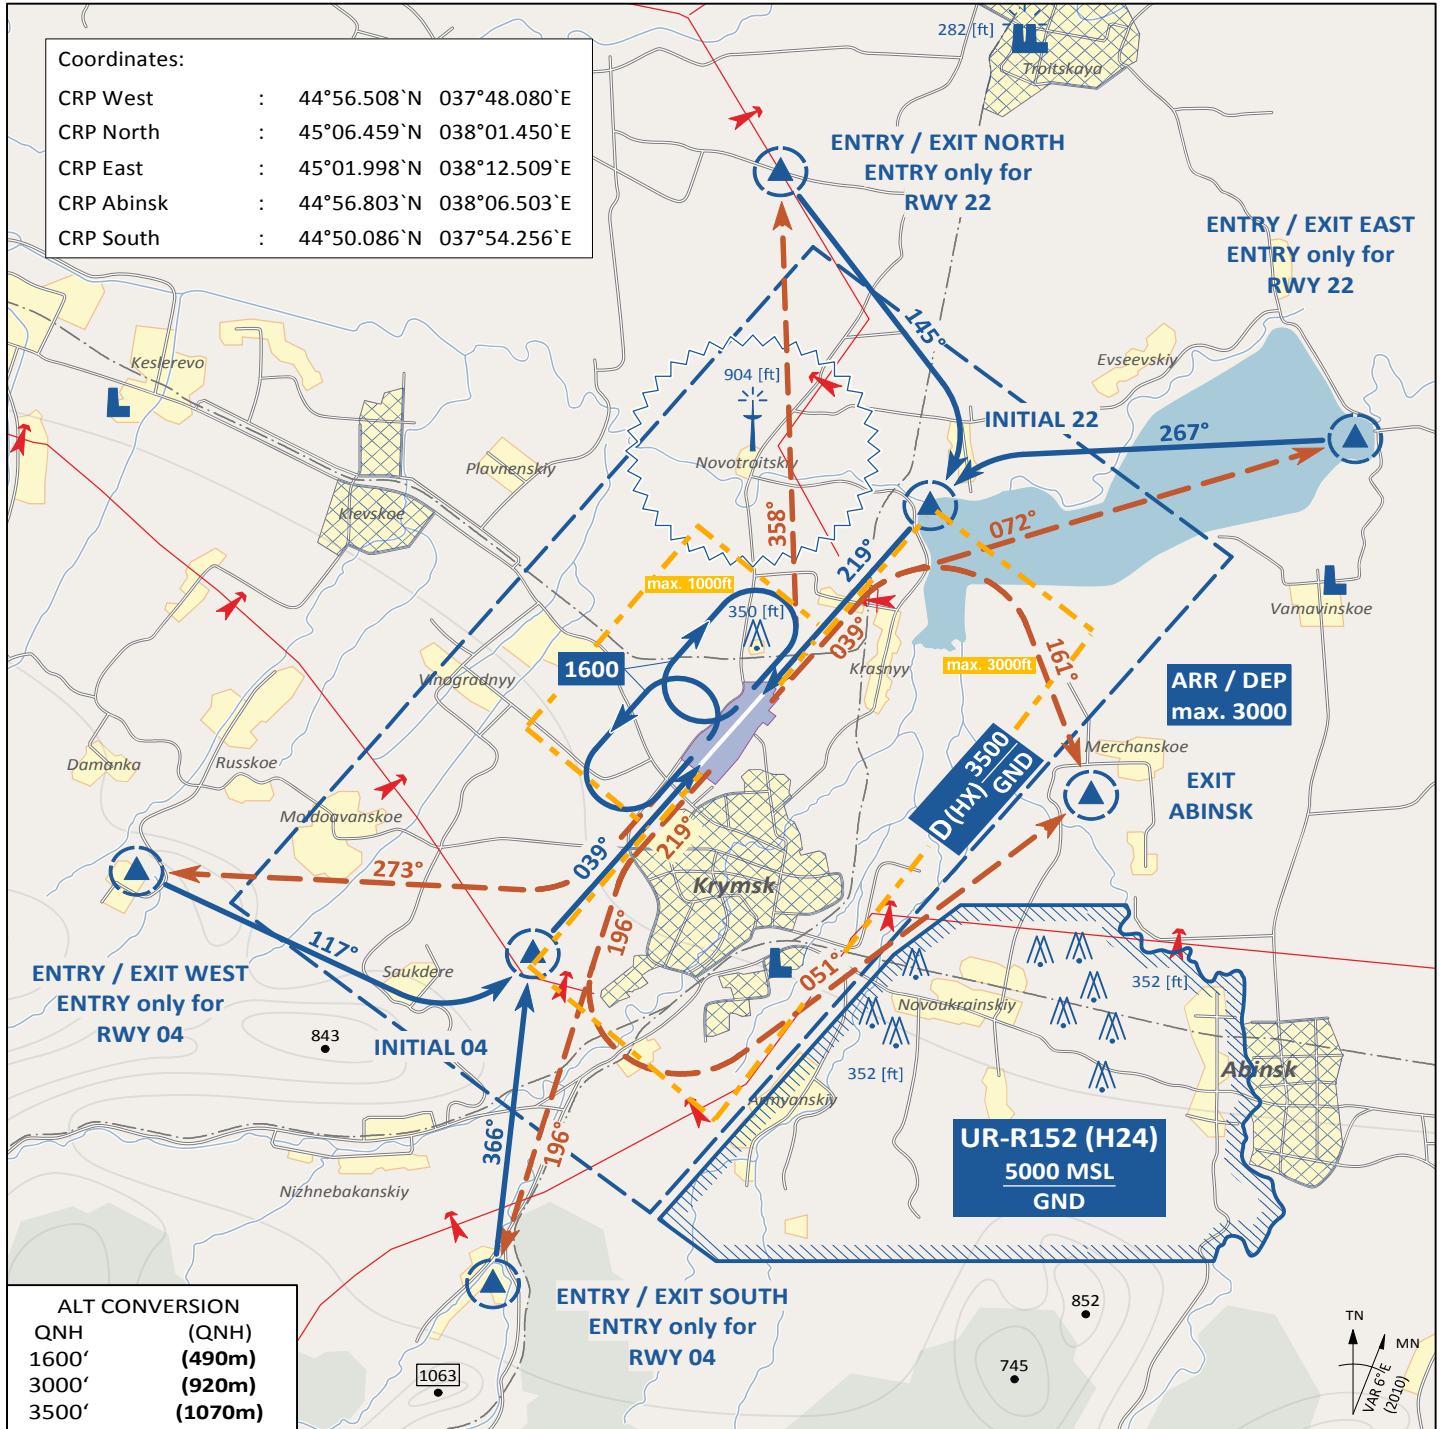 Coordinates:
CRP West : 44°56.508`N 037°48.080`E
CRP North : 45°06.459`N 038°01.450`E
CRP East : 45°01.998`N 038°12.509`E
CRP Abinsk : 44°56.803`N 038°06.503`E
CRP South : 44°50.086`N 037°54.256`E
282 [ft]
Troitskaya
ENTRY / EXIT NORTH
ENTRY only for
RWY 22
ENTRY / EXIT EAST
ENTRY only for
RWY 22
145°
Keslerevo
Evseevskiy
904 [ft]
INITIAL 22
267°
Plavnenskiy
Novotroitskiy
Kievskoe
358°
072°
219°
max. 1000ft
350 [ft]
Vamavinskoe
039°
161°
1600
Krasnyy
max. 3000ft
Vinogradnyy
ARR / DEP
max. 3000
Damanka
Russkoe
D(HX) 3500
GND
Merchanskoe
EXIT
ABINSK
Moldoavanskoe
039°
219°
273°
Krymsk
117°
196°
ENTRY / EXIT WEST
ENTRY only for
RWY 04
Saukdere
051°
352 [ft]
Novoukrainskiy
843
INITIAL 04
352 [ft]
Abinsk
Armyanskiy
366°
196°
UR-R152 (H24)
5000 MSL
GND
Nizhnebakanskiy
ENTRY / EXIT SOUTH
ENTRY only for
RWY 04
852
745
1063
ALT CONVERSION
QNH (QNH)
1600‘ (490m)
3000‘ (920m)
3500‘ (1070m)
TN
MN
VAR 6°E
(2010)